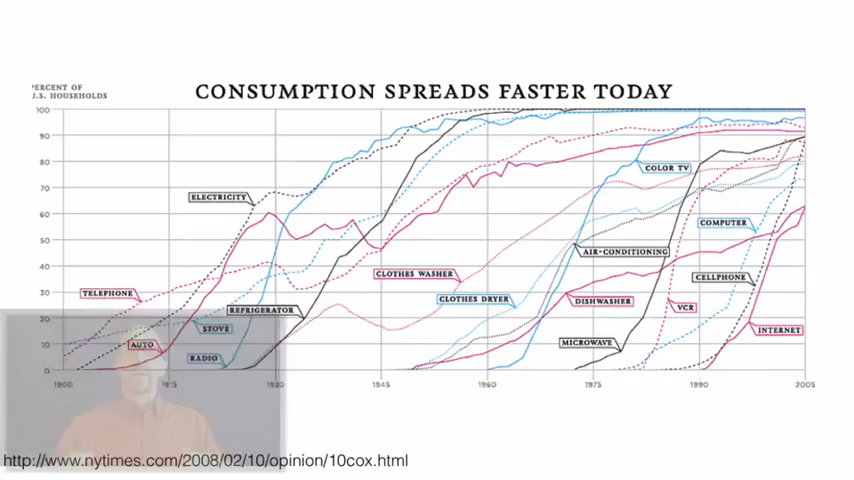 PERCENT OF
U.S. HOUSEHOLDS
CONSUMPTION SPREADS FASTER TODAY
100
90
80
70
60
50
40
30
20
10
0
ELECTRICITY
TELEPHONE
AUTO
STOVE
RADIO
REFRIGERATOR
CLOTHES WASHER
CLOTHES DRYER
COLOR TV
AIR-CONDITIONING
DISHWASHER
MICROWAVE
COMPUTER
CELLPHONE
VCR
INTERNET
1900 1915 1930 1945 1960 1975 1990 2005
http://www.nytimes.com/2008/02/10/opinion/10cox.html